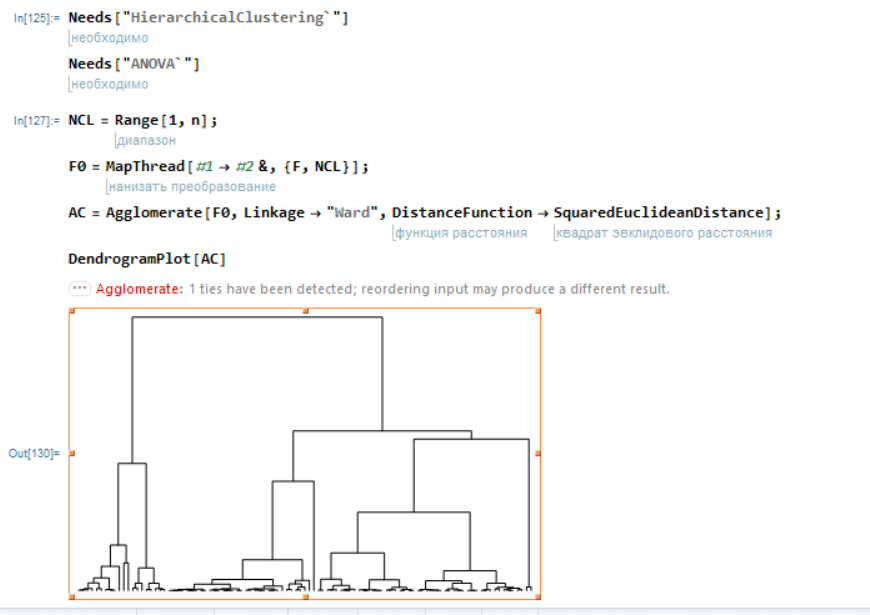 In[125]:= Needs["HierarchicalClustering`"]
необходимо
Needs["ANOVA`"]
необходимо
In[127]:= NCL = Range[1, n];
диапазон
F0 = MapThread[#1 → #2 &, {F, NCL}];
нанизать преобразование
AC = Agglomerate[F0, Linkage → "Ward", DistanceFunction → SquaredEuclideanDistance];
функция расстояния квадрат эвклидового расстояния
DendrogramPlot[AC]
Agglomerate: 1 ties have been detected; reordering input may produce a different result.
Out[130]=